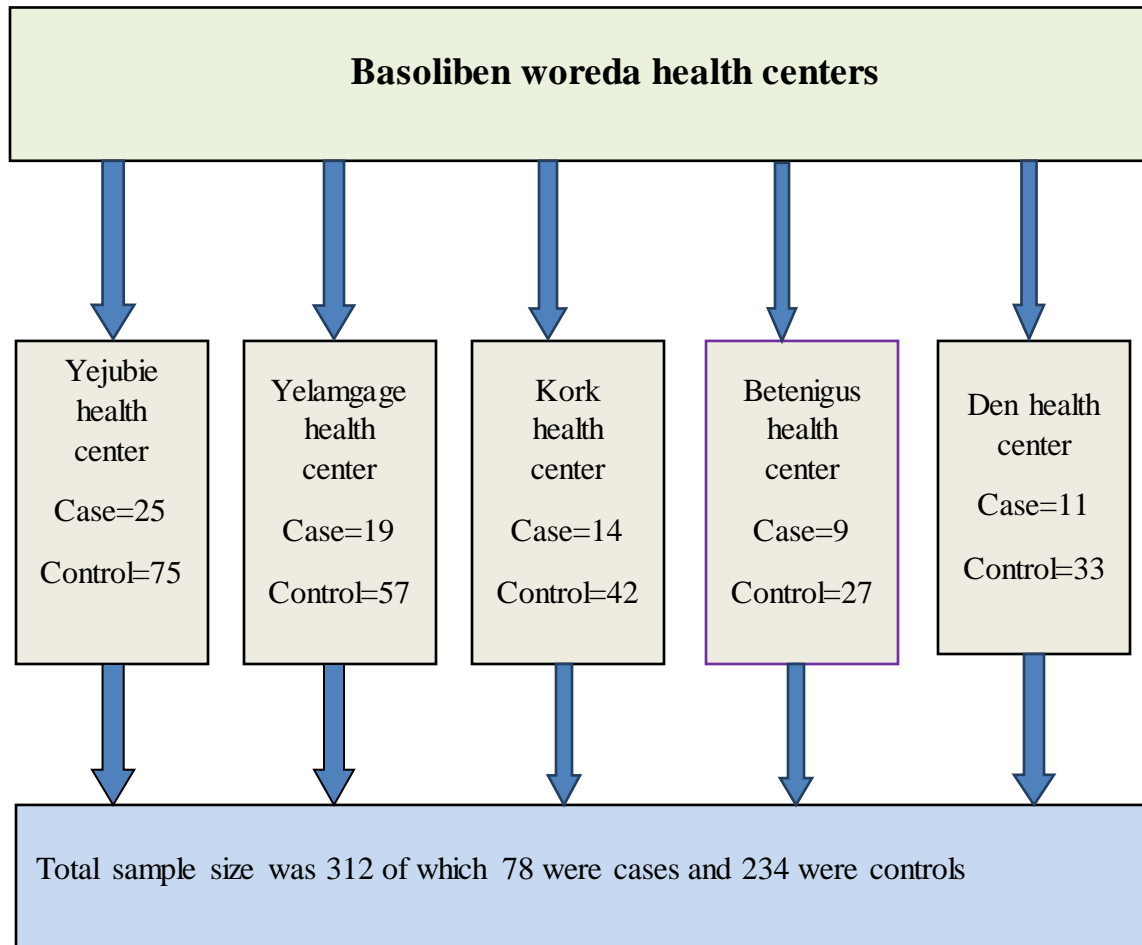 Basoliben woreda health centers
Yejubie
health
center
Case=25
Control=75
Yelamgage
health
center
Case=19
Control=57
Kork
health
center
Case=14
Control=42
Betenigus
health
center
Case=9
Control=27
Den health
center
Case=11
Control=33
Total sample size was 312 of which 78 were cases and 234 were controls